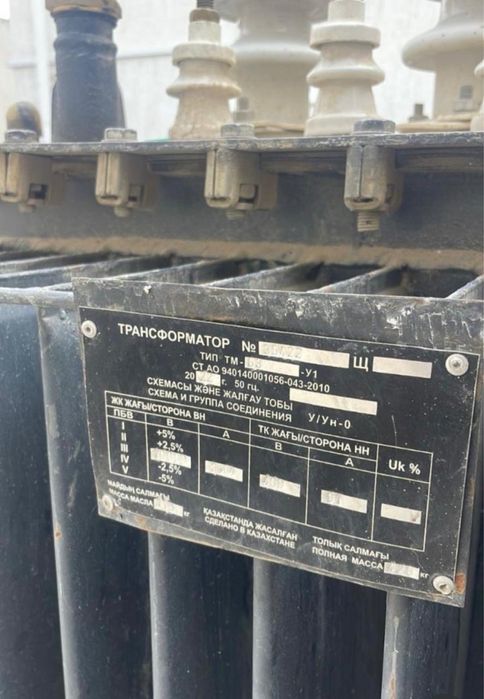 ТРАНСФОРМАТОР № Щ
ТИП ТМ- -У1
СТ АО 940140001056-043-2010
20 г. 50 гц.
СХЕМАСЫ ЖӘНЕ ЖАЛҒАУ ТОБЫ
СХЕМА И ГРУППА СОЕДИНЕНИЯ У/Ун-0
ЖК ЖАҒЫ/СТОРОНА ВН ТК ЖАҒЫ/СТОРОНА НН Uk %
ПБВ В А В А
I +5%
II +2,5%
III
IV -2,5%
V -5%
МАЙДЫҢ САЛМАҒЫ
МАССА МАСЛА кг
ҚАЗАҚСТАНДА ЖАСАЛҒАН
СДЕЛАНО В КАЗАХСТАНЕ
ТОЛЫҚ САЛМАҒЫ
ПОЛНАЯ МАССА кг